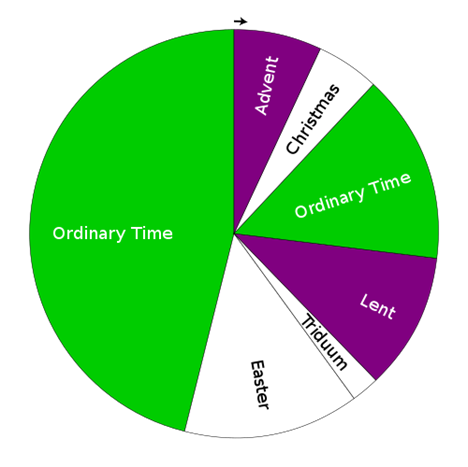 Advent
Christmas
Ordinary Time
Lent
Triduum
Easter
Ordinary Time